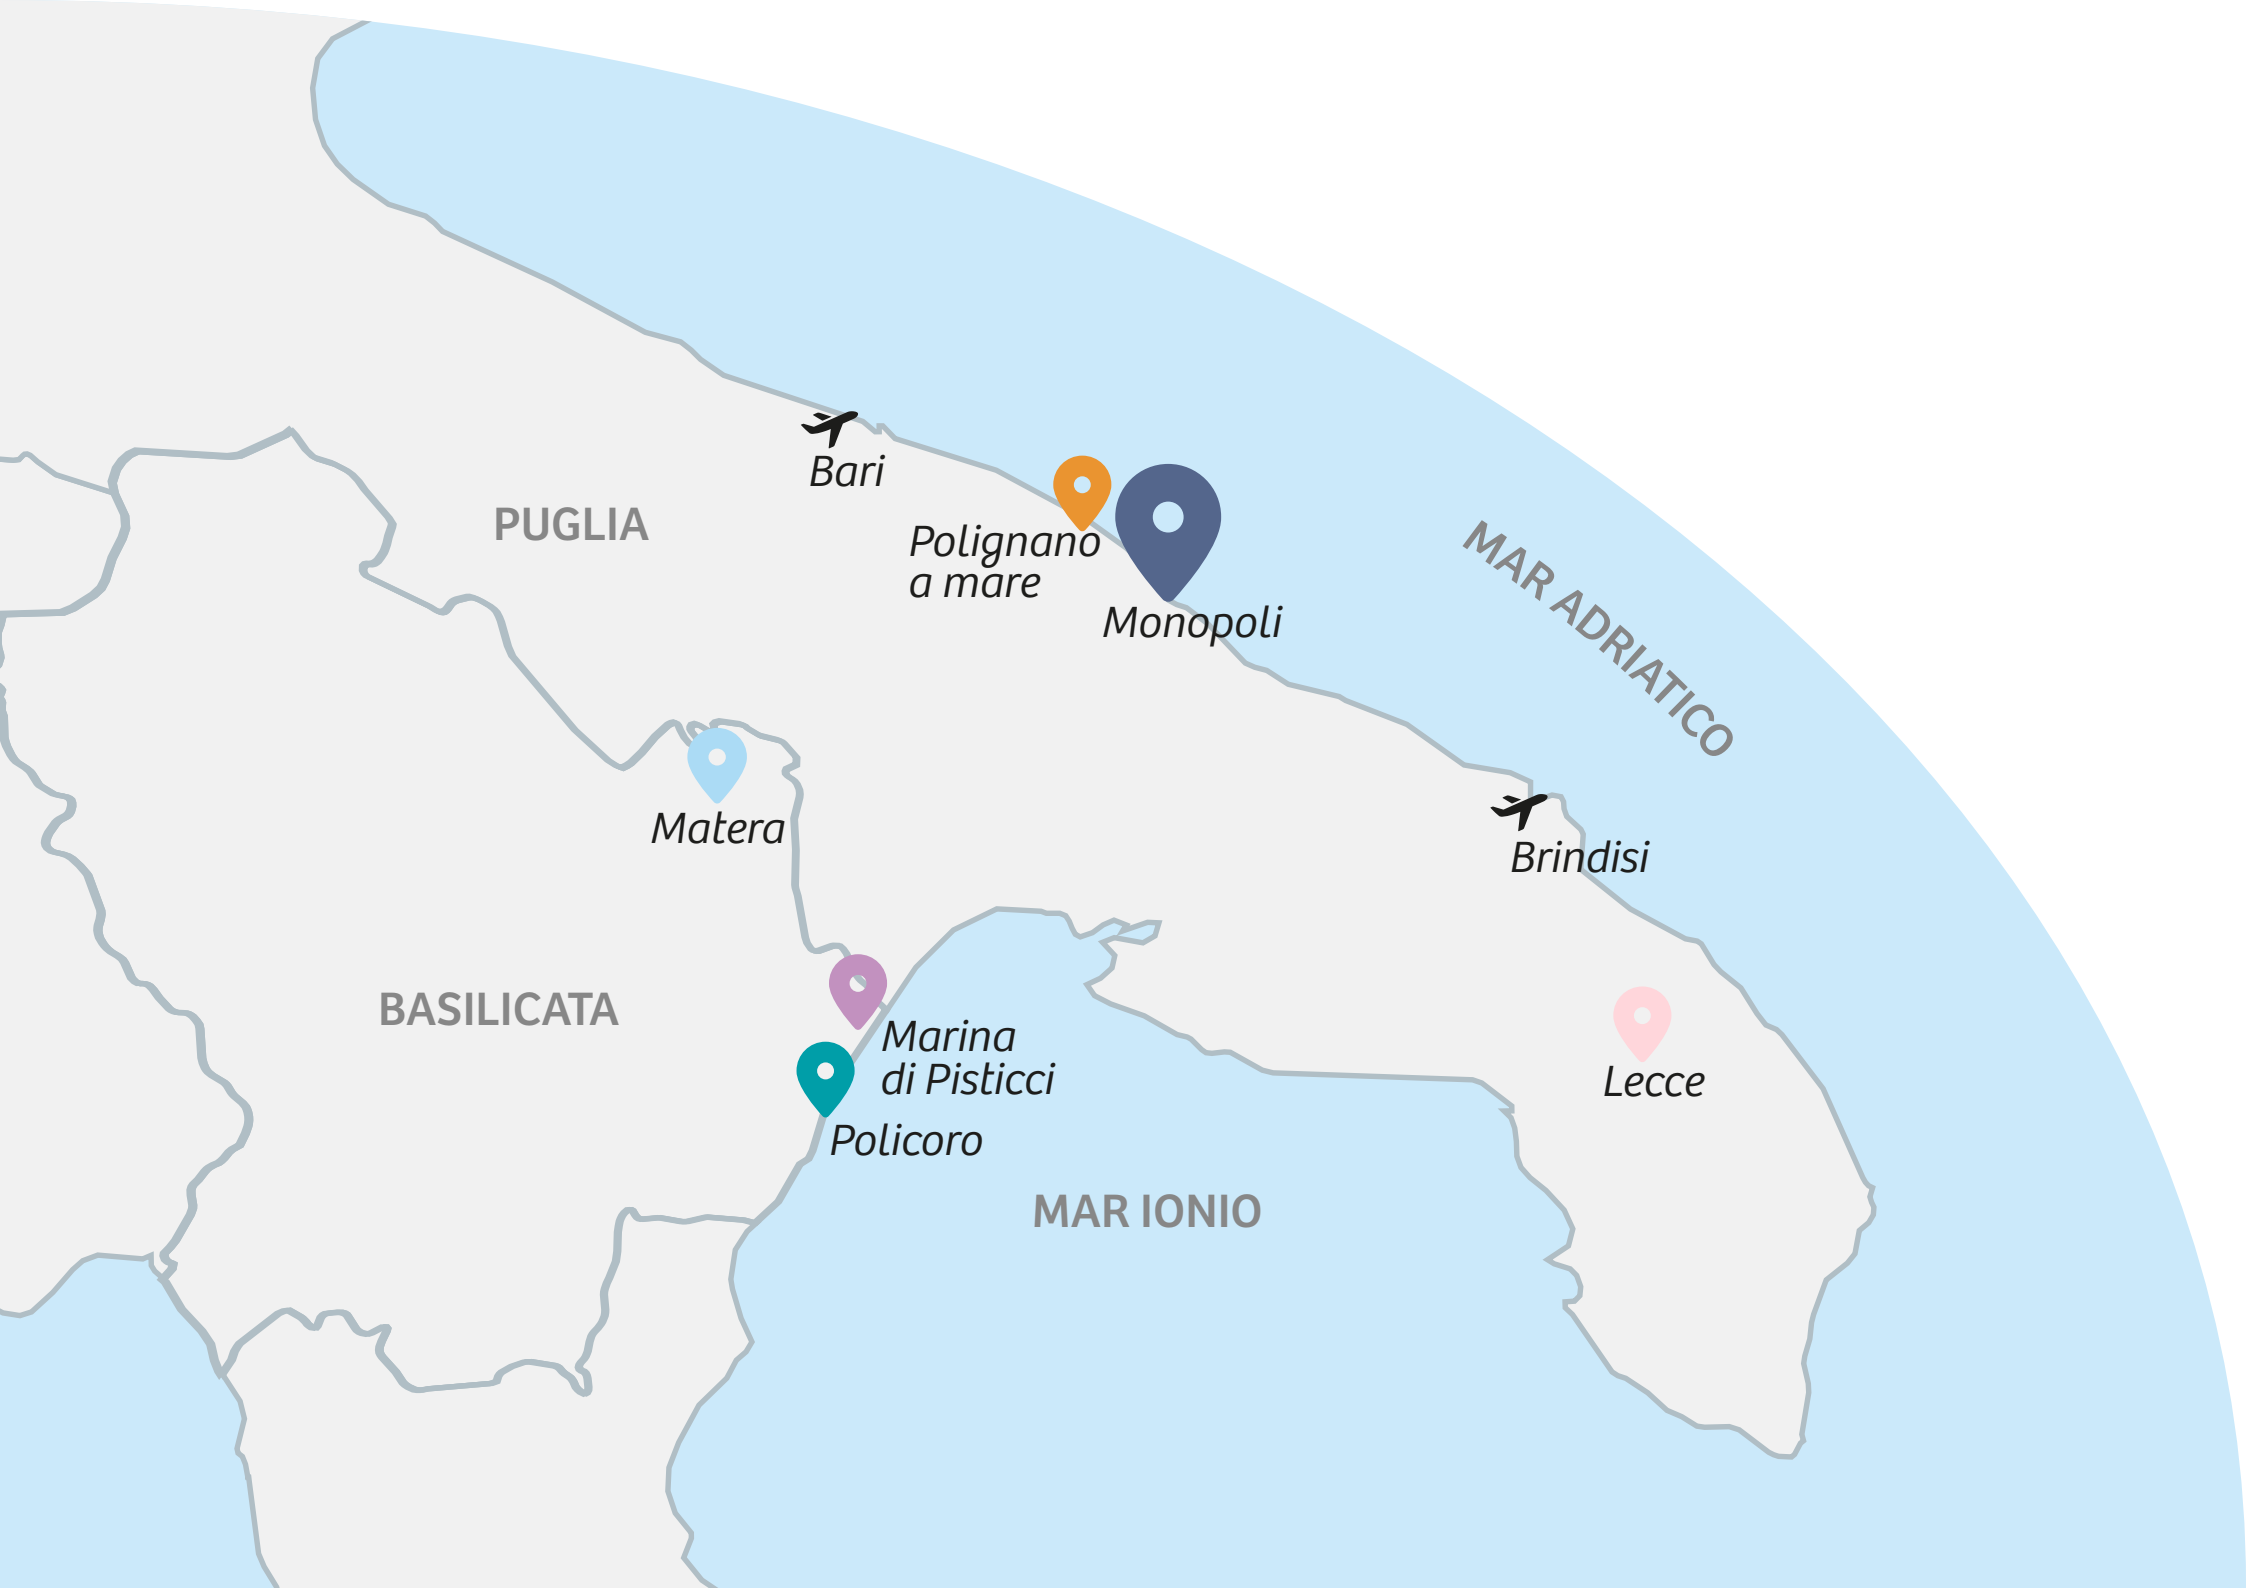 Bari
PUGLIA
Polignano
a mare
Monopoli
MAR ADRIATICO
Matera
Brindisi
BASILICATA
Marina
di Pisticci
Lecce
Policoro
MAR IONIO